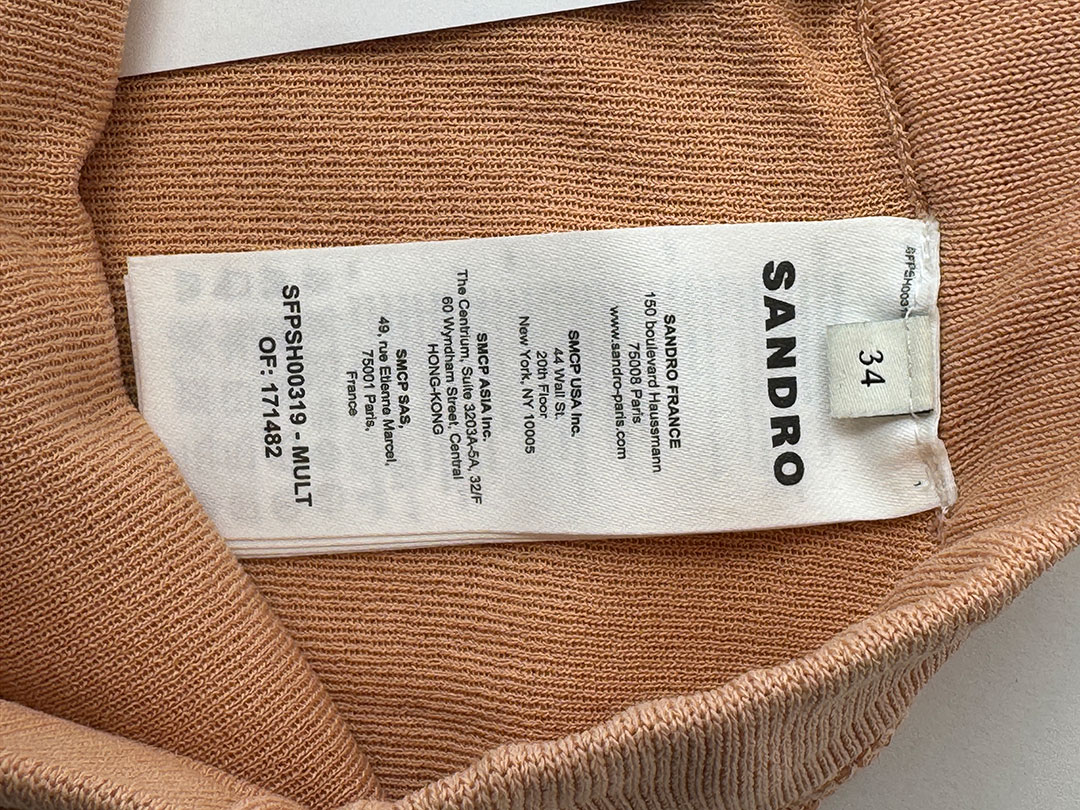 SANDRO
34
SANDRO FRANCE
150 boulevard Haussmann
75008 Paris
www.sandro-paris.com
SMCP USA Inc.
44 Wall St.
20th Floor
New York, NY 10005
SMCP ASIA Inc.
The Centrium, Suite 3203A-5A, 32/F
60 Wyndham Street, Central
HONG-KONG
SMCP SAS,
49, rue Etienne Marcel,
75001 Paris,
France
SFPSH00319 - MULT
OF: 171482